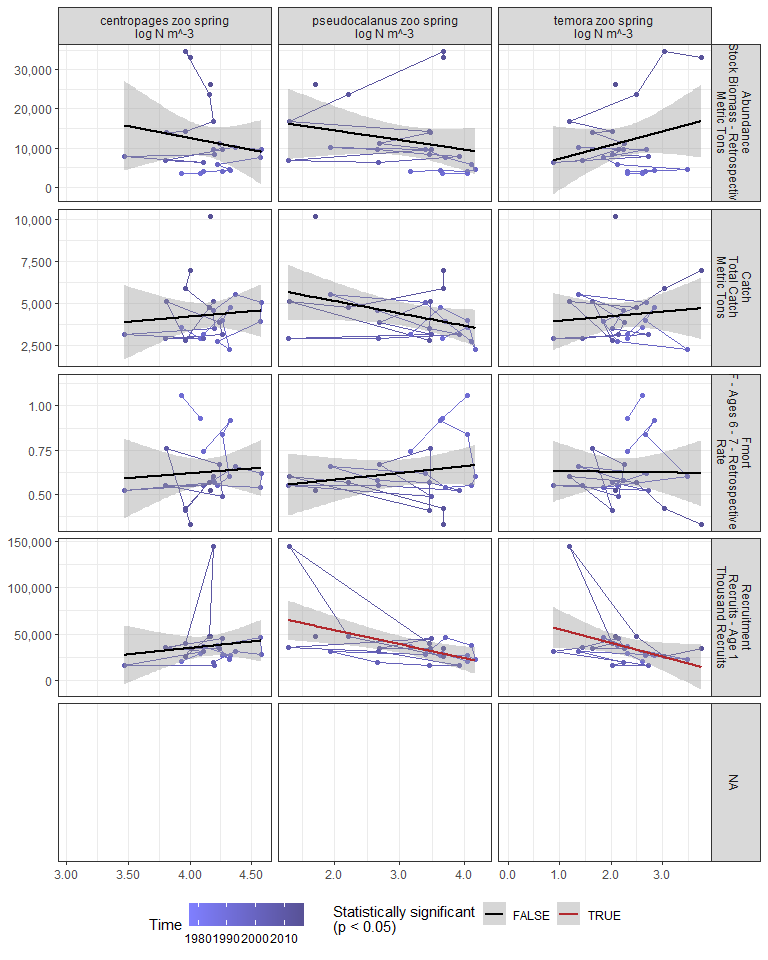 centropages zoo spring
log N m^-3
pseudocalanus zoo spring
log N m^-3
temora zoo spring
log N m^-3
30,000
20,000
10,000
0
Abundance
Stock Biomass - Retrospectiv
Metric Tons
10,000
7,500
5,000
2,500
Catch
Total Catch
Metric Tons
1.00
0.75
0.50
Fmort
F - Ages 6 - 7 - Retrospective
Rate
150,000
100,000
50,000
0
Recruitment
Recruits - Age 1
Thousand Recruits
NA
3.00 3.50 4.00 4.50
2.0 3.0 4.0
0.0 1.0 2.0 3.0
Time
1980 1990 2000 2010
Statistically significant
(p < 0.05)
FALSE
TRUE